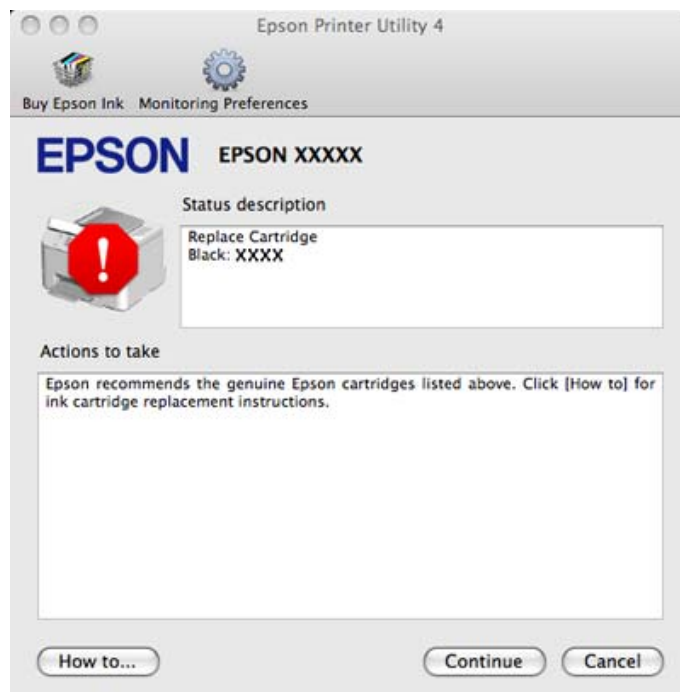 Epson Printer Utility 4
Buy Epson Ink Monitoring Preferences
EPSON EPSON XXXXX
Status description
Replace Cartridge
Black: XXXX
!
Actions to take
Epson recommends the genuine Epson cartridges listed above. Click [How to] for
ink cartridge replacement instructions.
How to... Continue Cancel